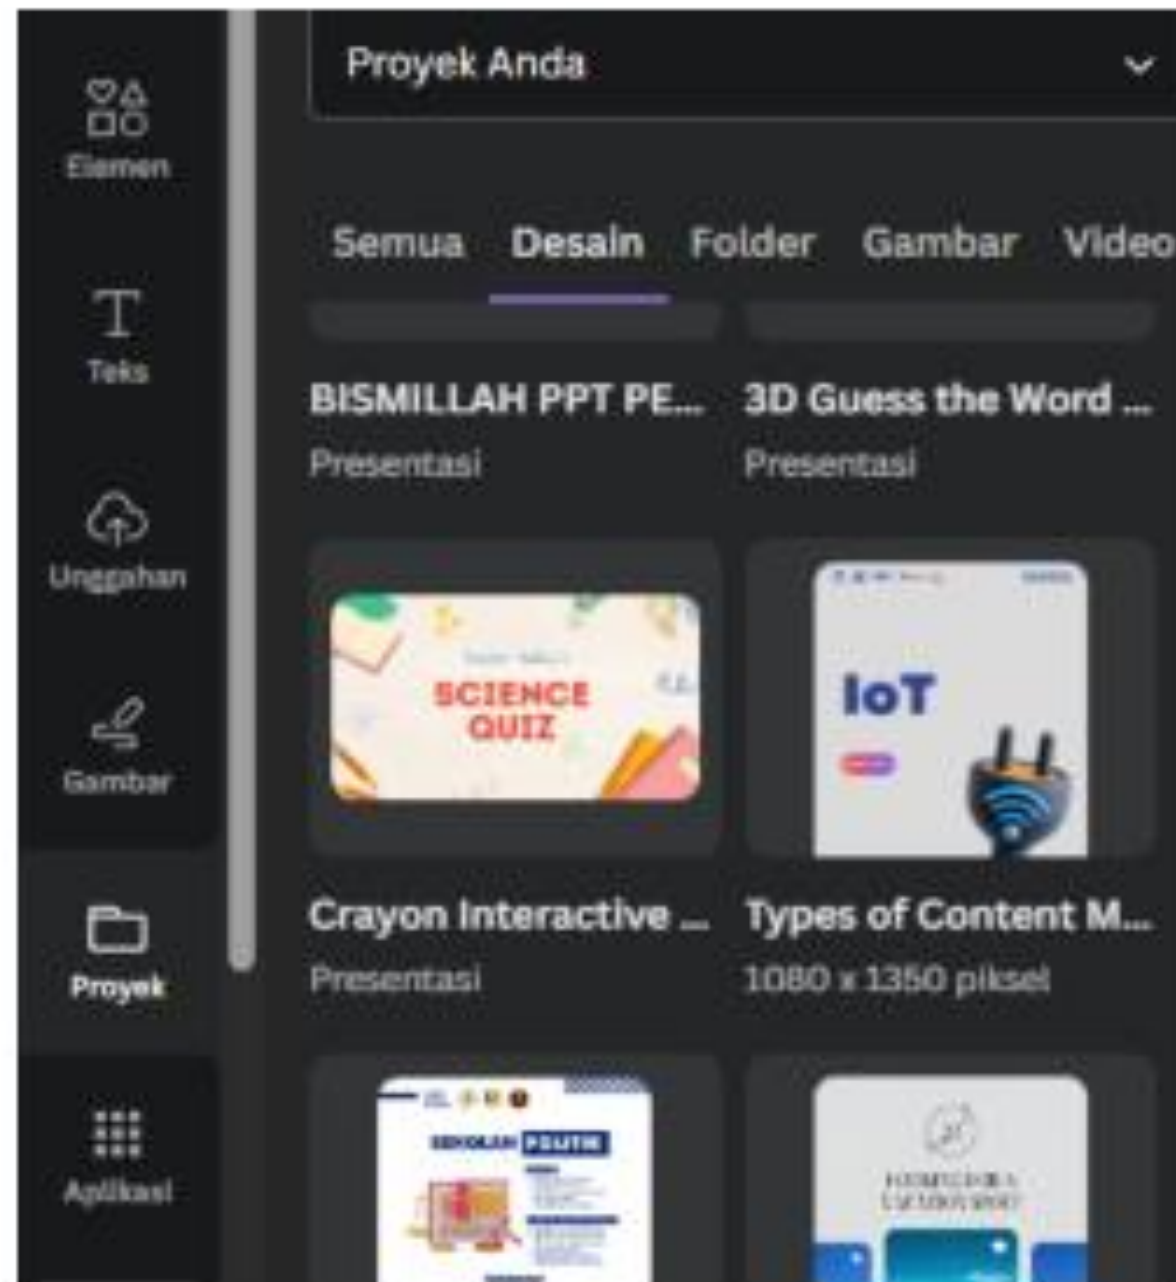 Elemen
Teks
Unggahan
Gambar
Proyek
Aplikasi
Proyek Anda
Semua Desain Folder Gambar Video
BISMILLAH PPT PE... 3D Guess the Word ...
Presentasi Presentasi
SCIENCE
QUIZ
IoT
Crayon Interactive ... Types of Content M...
Presentasi 1080 x 1350 piksel
SEKOLAH POLITIK